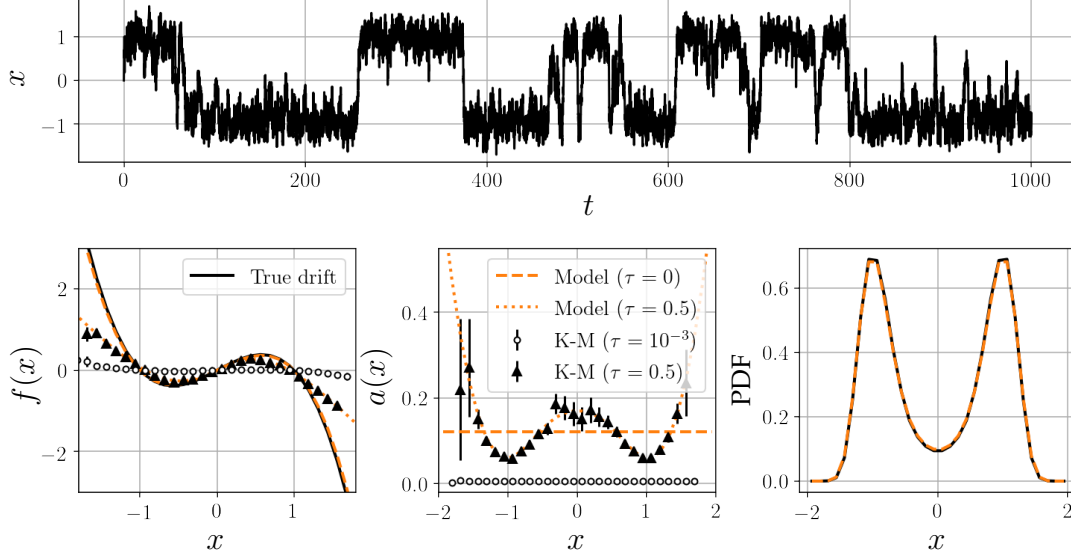 1
0
−1
x
0
200
400
600
800
1000
t
2
0
−2
f(x)
True drift
−1
0
1
x
0.4
0.2
0.0
a(x)
Model (τ = 0)
Model (τ = 0.5)
K-M (τ = 10⁻³)
K-M (τ = 0.5)
−2
−1
0
1
2
x
0.6
0.4
0.2
0.0
PDF
−2
0
2
x